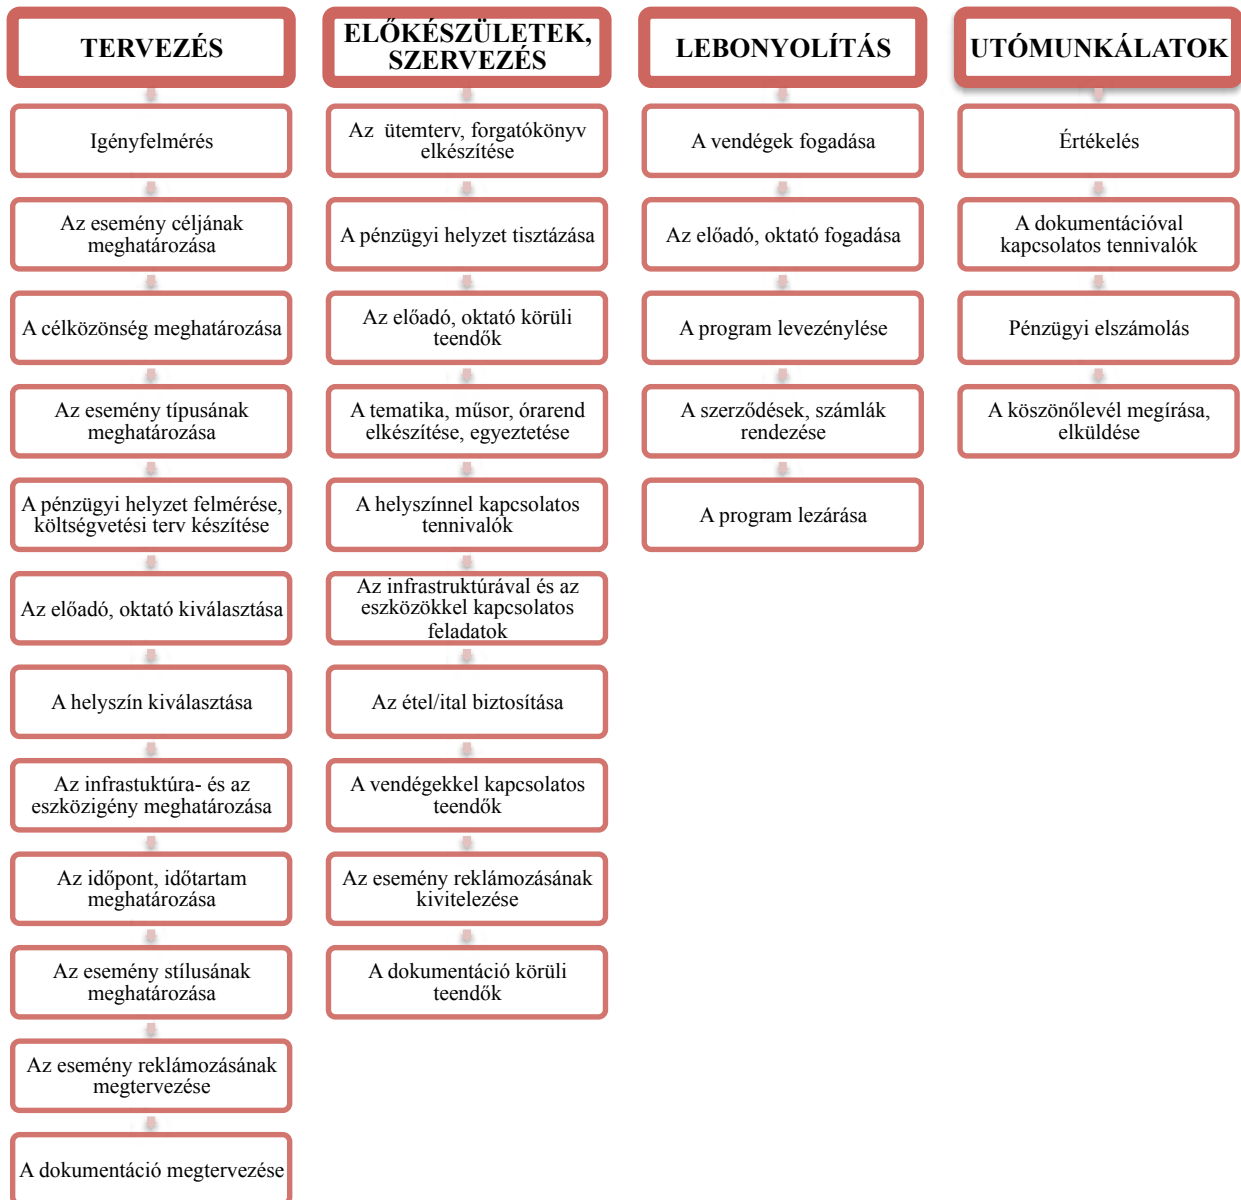 TERVEZÉS
Igényfelmérés
Az esemény céljának
meghatározása
A célközönség meghatározása
Az esemény típusának
meghatározása
A pénzügyi helyzet felmérése,
költségvetési terv készítése
Az előadó, oktató kiválasztása
A helyszín kiválasztása
Az infrastuktúra- és az
eszközigény meghatározása
Az időpont, időtartam
meghatározása
Az esemény stílusának
meghatározása
Az esemény reklámozásának
megtervezése
A dokumentáció megtervezése
ELŐKÉSZÜLETEK,
SZERVEZÉS
Az ütemterv, forgatókönyv
elkészítése
A pénzügyi helyzet tisztázása
Az előadó, oktató körüli
teendők
A tematika, műsor, órarend
elkészítése, egyeztetése
A helyszínnel kapcsolatos
tennivalók
Az infrastruktúrával és az
eszközökkel kapcsolatos
feladatok
Az étel/ital biztosítása
A vendégekkel kapcsolatos
teendők
Az esemény reklámozásának
kivitelezése
A dokumentáció körüli
teendők
LEBONYOLÍTÁS
A vendégek fogadása
Az előadó, oktató fogadása
A program levezénylése
A szerződések, számlák
rendezése
A program lezárása
UTÓMUNKÁLATOK
Értékelés
A dokumentációval
kapcsolatos tennivalók
Pénzügyi elszámolás
A köszönőlevél megírása,
elküldése